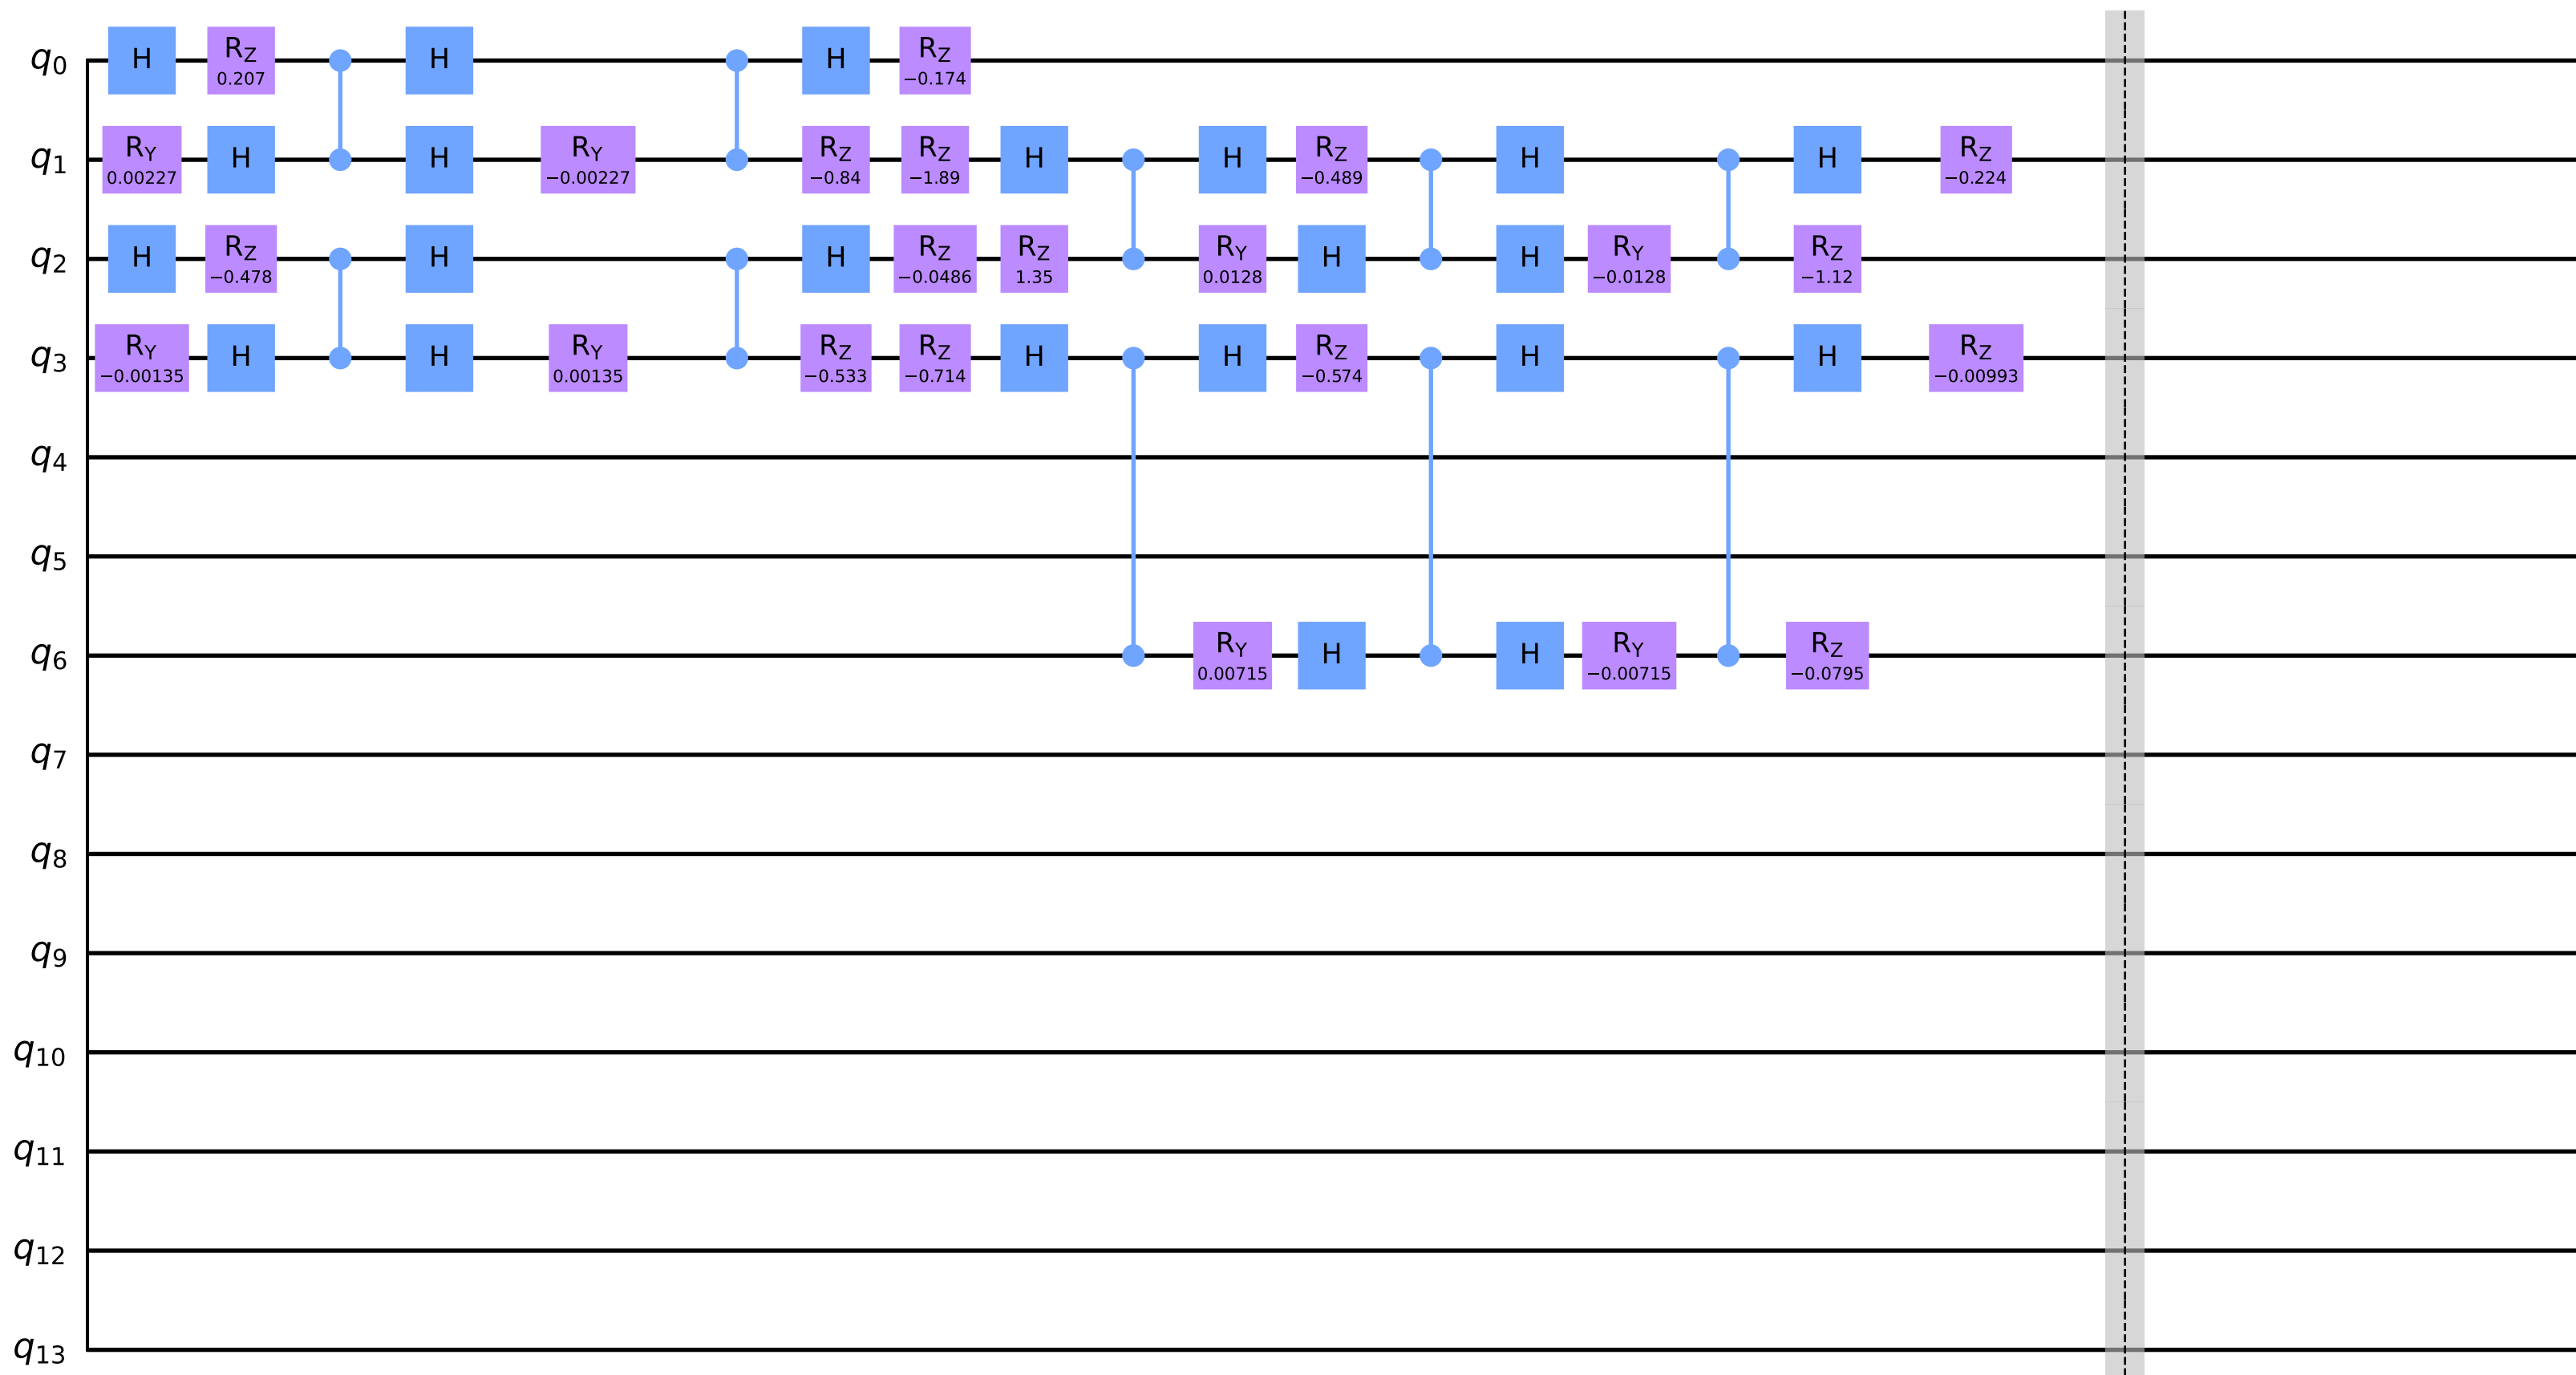 q0 H RZ 0.207 H H RZ −0.174
q1 RY 0.00227 H H RY −0.00227 RZ −0.84 RZ −1.89 H H RZ −0.489 H H RZ −0.224
q2 H RZ −0.478 H H RZ −0.0486 RZ 1.35 RY 0.0128 H H RY −0.0128 RZ −1.12
q3 RY −0.00135 H H RY 0.00135 RZ −0.533 RZ −0.714 H H RZ −0.574 H H RZ −0.00993
q4
q5
q6 RY 0.00715 H H RY −0.00715 RZ −0.0795
q7
q8
q9
q10
q11
q12
q13